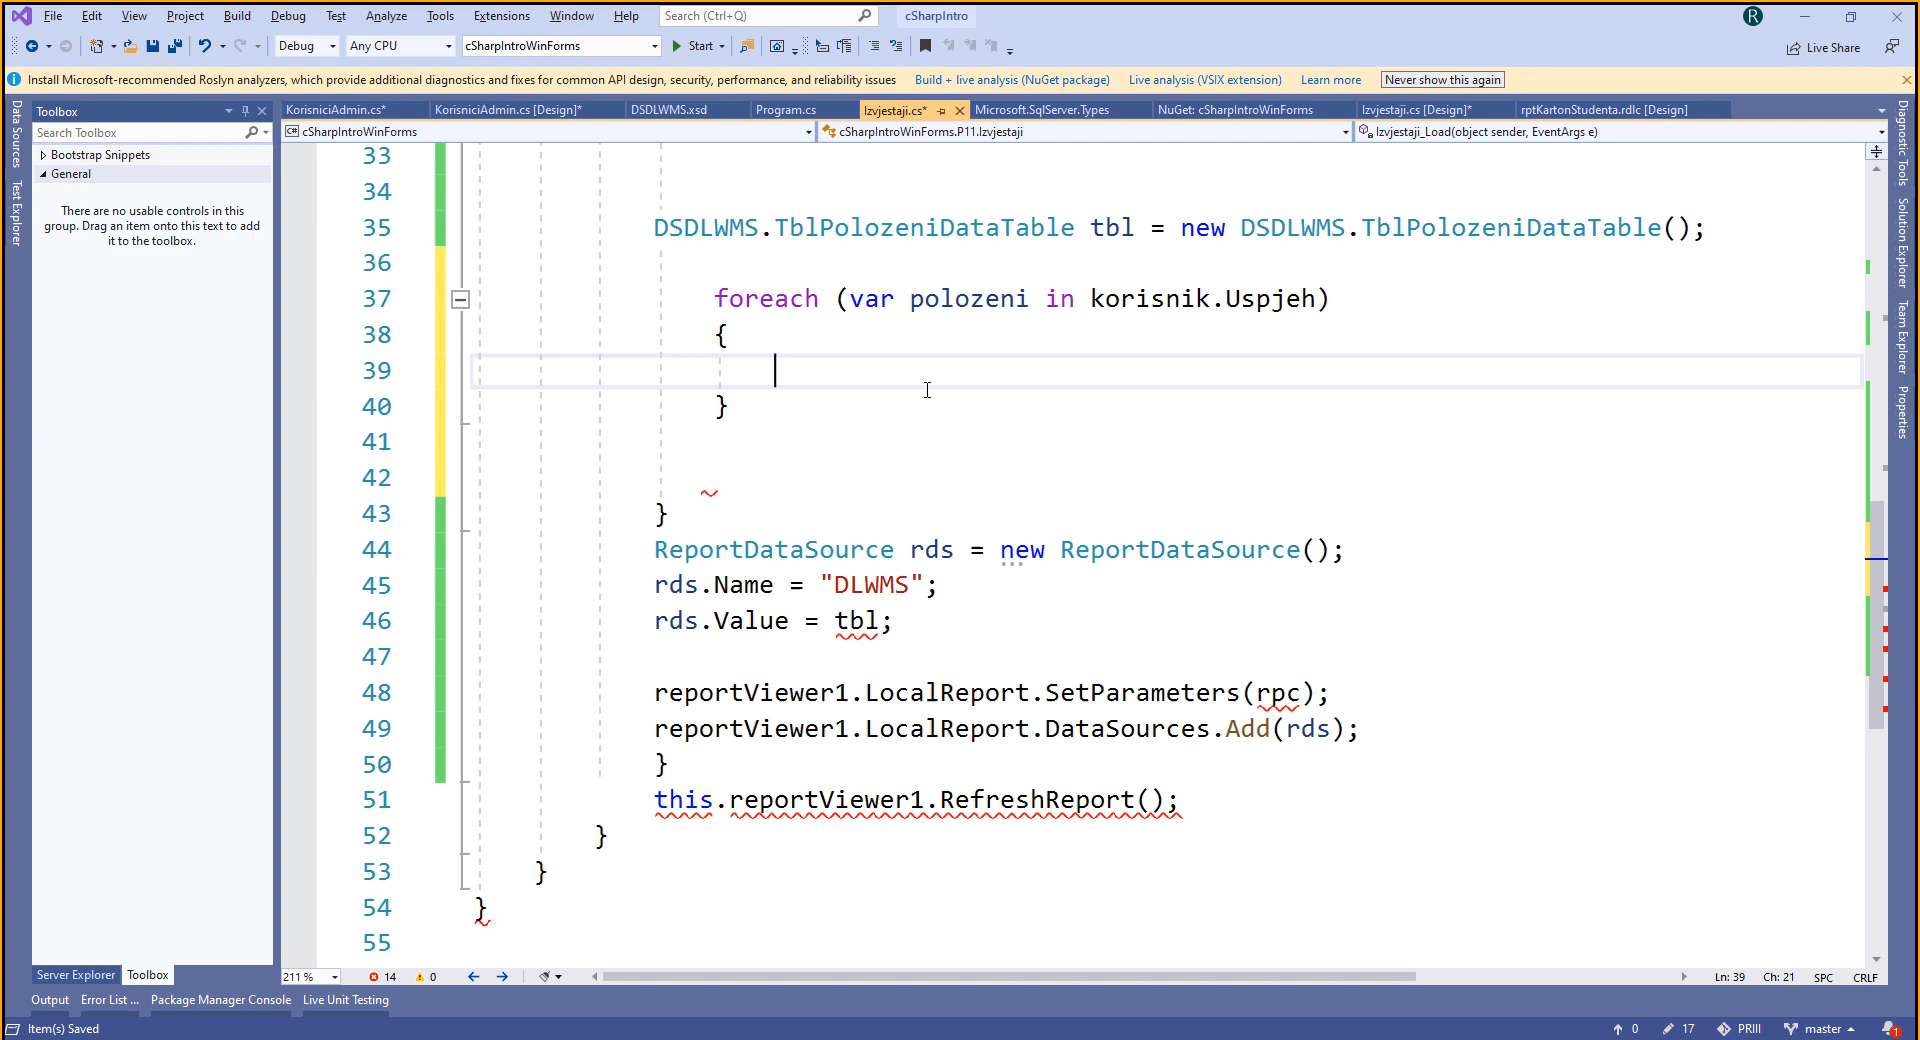 File Edit View Project Build Debug Test Analyze Tools Extensions Window Help Search (Ctrl+Q) cSharpIntro R
Debug Any CPU cSharpIntroWinForms Start Live Share
Install Microsoft-recommended Roslyn analyzers, which provide additional diagnostics and fixes for common API design, security, performance, and reliability issues Build + live analysis (NuGet package) Live analysis (VSIX extension) Learn more Never show this again
Data Sources
Test Explorer
Toolbox
Search Toolbox
Bootstrap Snippets
General
There are no usable controls in this
group. Drag an item onto this text to add
it to the toolbox.
Server Explorer Toolbox
KorisniciAdmin.cs* KorisniciAdmin.cs [Design]* DSDLWMS.xsd Program.cs Izvjestaji.cs* Microsoft.SqlServer.Types NuGet: cSharpIntroWinForms Izvjestaji.cs [Design]* rptKartonStudenta.rdlc [Design]
cSharpIntroWinForms cSharpIntroWinForms.P11.Izvjestaji Izvjestaji_Load(object sender, EventArgs e)
33
34
35 DSDLWMS.TblPolozeniDataTable tbl = new DSDLWMS.TblPolozeniDataTable();
36
37 foreach (var polozeni in korisnik.Uspjeh)
38 {
39
40 }
41
42
43 }
44 ReportDataSource rds = new ReportDataSource();
45 rds.Name = "DLWMS";
46 rds.Value = tbl;
47
48 reportViewer1.LocalReport.SetParameters(rpc);
49 reportViewer1.LocalReport.DataSources.Add(rds);
50 }
51 this.reportViewer1.RefreshReport();
52 }
53 }
54 }
55
211 % 14 0 Ln: 39 Ch: 21 SPC CRLF
Diagnostic Tools
Solution Explorer
Team Explorer
Properties
Output Error List ... Package Manager Console Live Unit Testing
Item(s) Saved 0 17 PRIII master 1